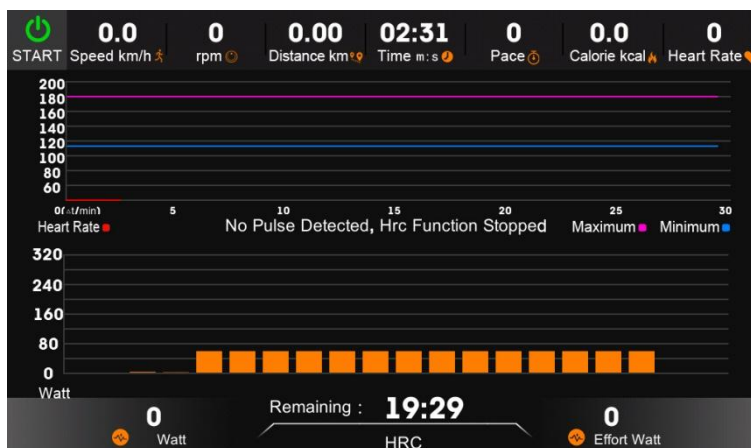 0.0 0 0.00 02:31 0 0.0 0
START Speed km/h rpm Distance km Time m:s Pace Calorie kcal Heart Rate
200
180
160
140
120
100
80
60
0(△t/min) 5 10 15 20 25 30
Heart Rate No Pulse Detected, Hrc Function Stopped Maximum Minimum
320
240
160
80
0
Watt
0 Remaining : 19:29 0
Watt HRC Effort Watt